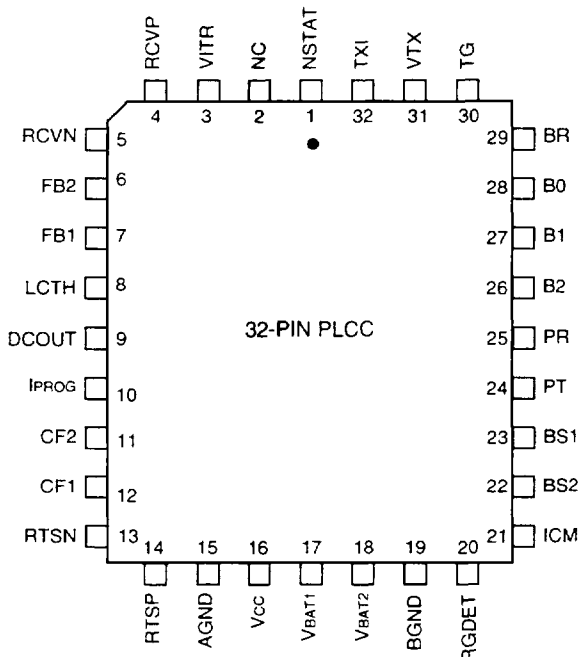 RCVP VITR NC NSTAT TXI VTX TG
4 3 2 1 32 31 30
RCVN 5 29 BR
FB2 6 28 B0
FB1 7 27 B1
LCTH 8 26 B2
DCOUT 9 32-PIN PLCC 25 PR
IPROG 10 24 PT
CF2 11 23 BS1
CF1 12 22 BS2
RTSN 13 21 ICM
14 15 16 17 18 19 20
RTSP AGND VCC VBAT1 VBAT2 BGND RGDET